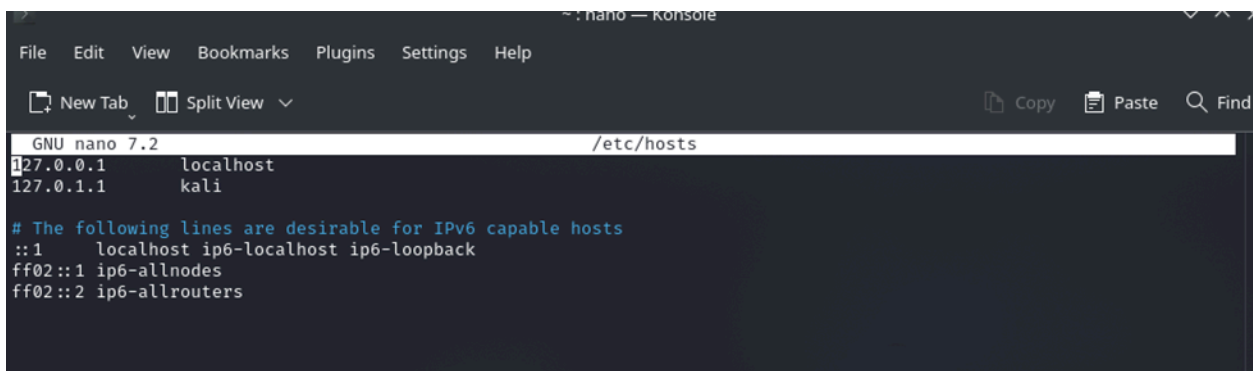 ~ : nano — Konsole
File Edit View Bookmarks Plugins Settings Help
New Tab Split View Copy Paste Find
GNU nano 7.2 /etc/hosts
127.0.0.1 localhost
127.0.1.1 kali
# The following lines are desirable for IPv6 capable hosts
::1 localhost ip6-localhost ip6-loopback
ff02::1 ip6-allnodes
ff02::2 ip6-allrouters